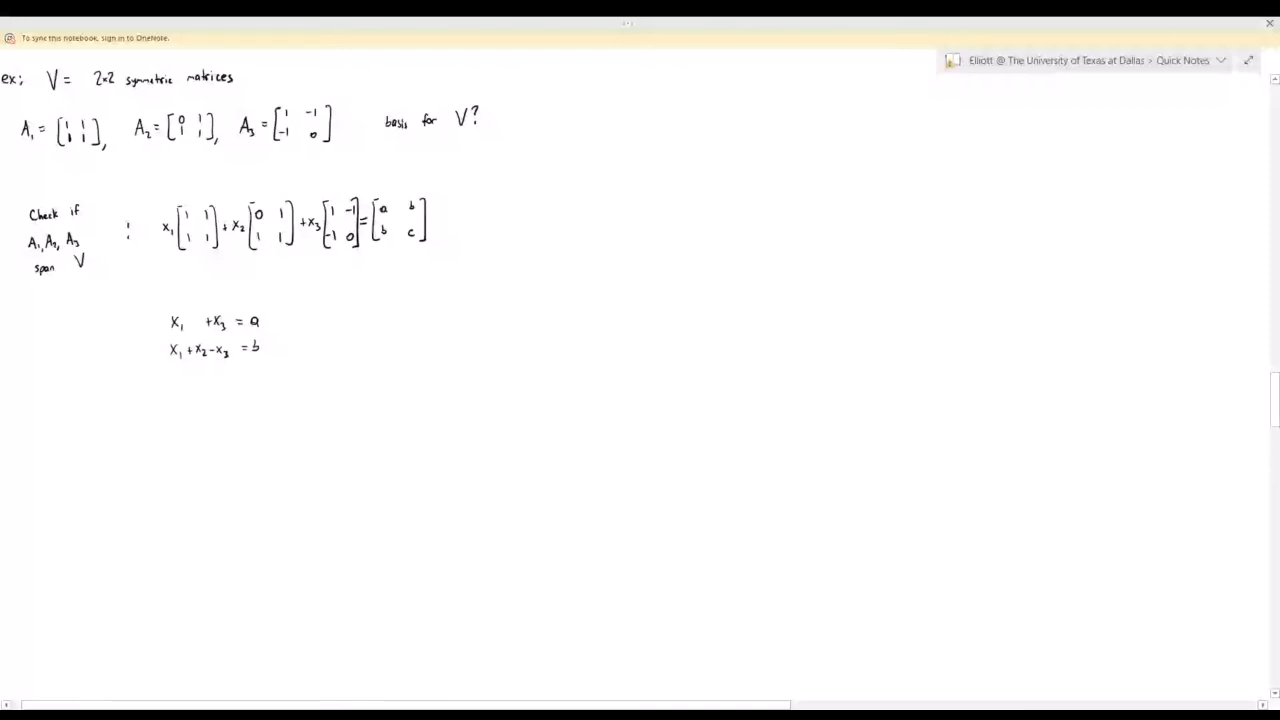 To sync this notebook, sign in to OneNote.
Elliott @ The University of Texas at Dallas > Quick Notes
ex: V = 2×2 symmetric matrices
A₁ = [1 1; 1 1], A₂ = [0 1; 1 1], A₃ = [1 -1; -1 0] basis for V?
Check if A₁, A₂, A₃ span V : x₁[1 1; 1 1] + x₂[0 1; 1 1] + x₃[1 -1; -1 0] = [a b; b c]
x₁ + x₃ = a
x₁ + x₂ - x₃ = b